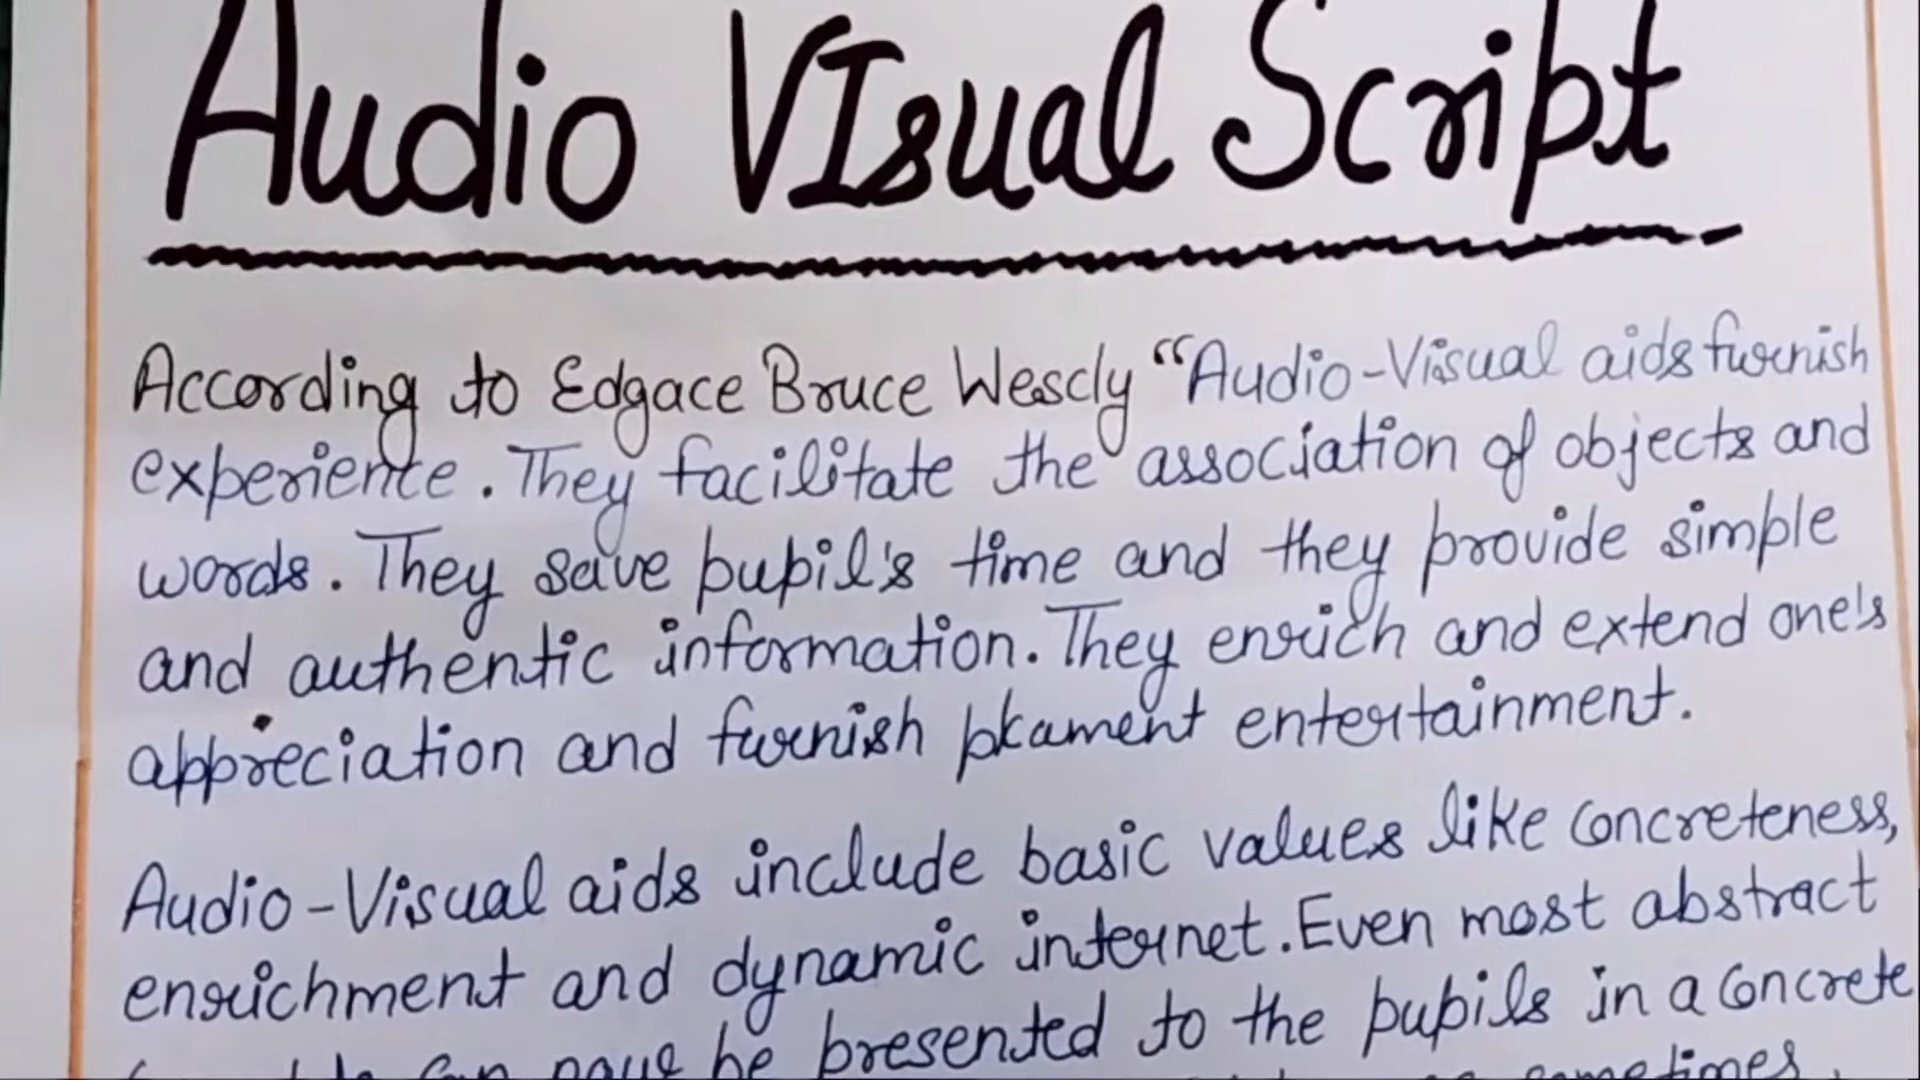 Audio VIsual Script
According to Edgace Bruce Wescly “Audio-Visual aids furnish
experience. They facilitate the association of objects and
words. They save pupil's time and they provide simple
and authentic information. They enrich and extend one's
appreciation and furnish pkament entertainment.
Audio-Visual aids include basic values like concreteness,
enrichment and dynamic internet. Even most abstract
be presented to the pupils in a concrete
sometimes